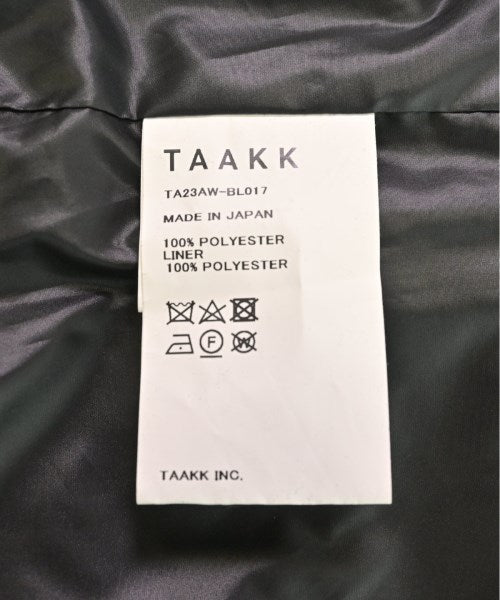 TAAKK
TA23AW-BL017
MADE IN JAPAN
100% POLYESTER
LINER
100% POLYESTER
F
W
TAAKK INC.